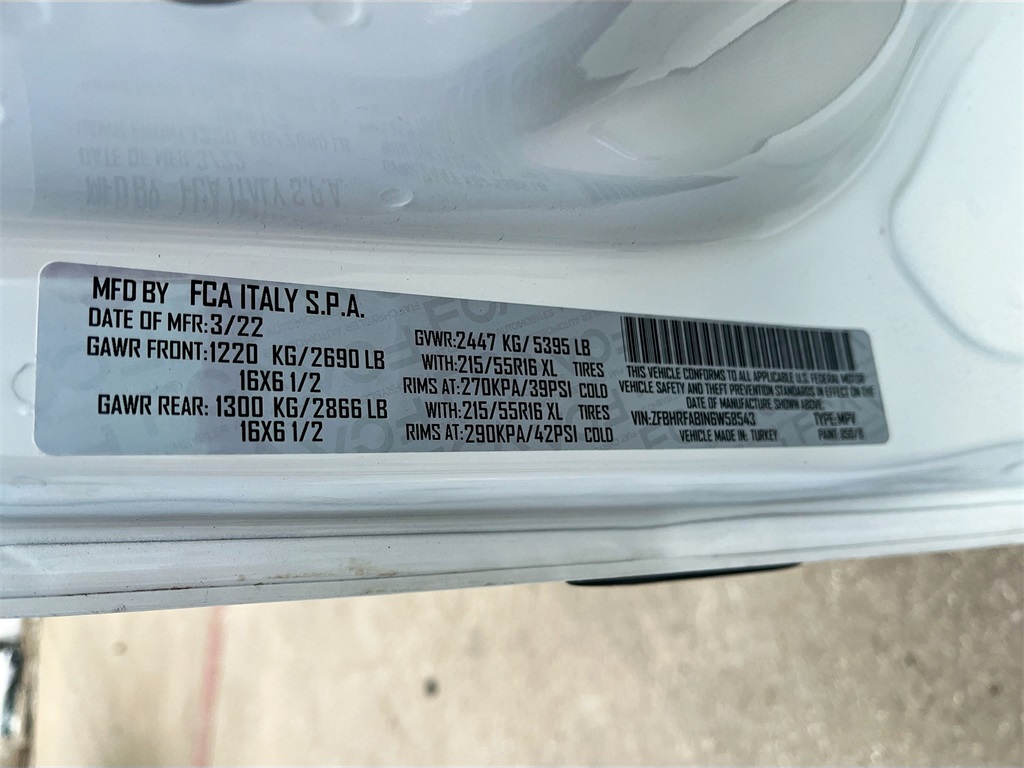 MFD BY FCA ITALY S.P.A.
DATE OF MFR:3/22
GAWR FRONT:1220 KG/2690 LB
16X6 1/2
GAWR REAR: 1300 KG/2866 LB
16X6 1/2
GVWR:2447 KG/5395 LB
WITH:215/55R16 XL TIRES
RIMS AT:270KPA/39PSI COLD
WITH:215/55R16 XL TIRES
RIMS AT:290KPA/42PSI COLD
THIS VEHICLE CONFORMS TO ALL APPLICABLE U.S. FEDERAL MOTOR
VEHICLE SAFETY AND THEFT PREVENTION STANDARDS IN EFFECT ON THE
DATE OF MANUFACTURE SHOWN ABOVE.
VIN:ZFBHRFAB1N6W58543 TYPE:MPV
VEHICLE MADE IN: TURKEY PAINT: